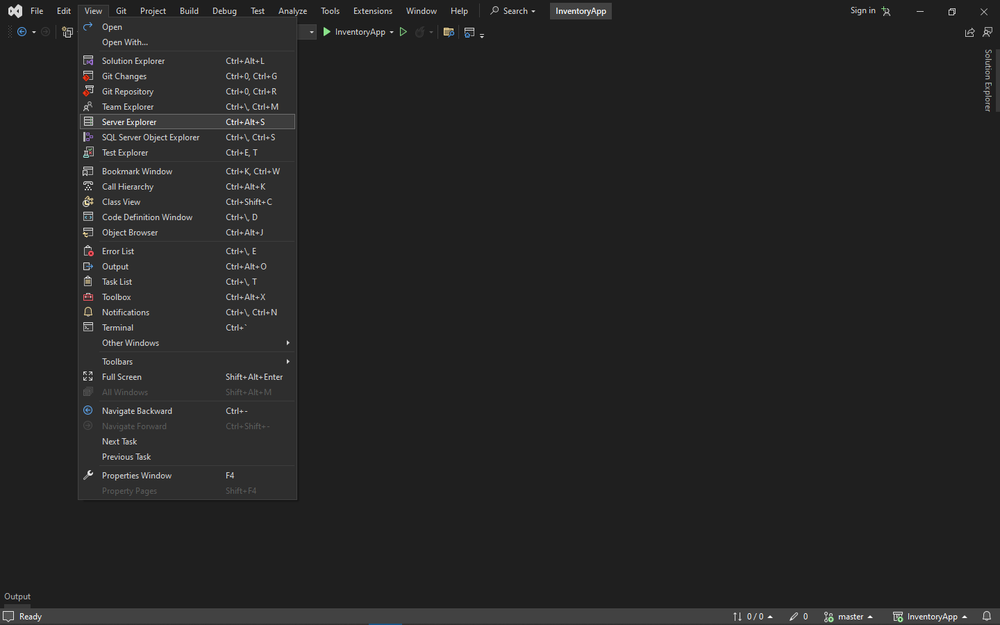 File Edit View Git Project Build Debug Test Analyze Tools Extensions Window Help Search InventoryApp Sign in
InventoryApp
Open
Open With...
Solution Explorer Ctrl+Alt+L
Git Changes Ctrl+0, Ctrl+G
Git Repository Ctrl+0, Ctrl+R
Team Explorer Ctrl+\, Ctrl+M
Server Explorer Ctrl+Alt+S
SQL Server Object Explorer Ctrl+\, Ctrl+S
Test Explorer Ctrl+E, T
Bookmark Window Ctrl+K, Ctrl+W
Call Hierarchy Ctrl+Alt+K
Class View Ctrl+Shift+C
Code Definition Window Ctrl+\, D
Object Browser Ctrl+Alt+J
Error List Ctrl+\, E
Output Ctrl+Alt+O
Task List Ctrl+\, T
Toolbox Ctrl+Alt+X
Notifications Ctrl+\, Ctrl+N
Terminal Ctrl+`
Other Windows
Toolbars
Full Screen Shift+Alt+Enter
All Windows Shift+Alt+M
Navigate Backward Ctrl+-
Navigate Forward Ctrl+Shift+-
Next Task
Previous Task
Properties Window F4
Property Pages Shift+F4
Solution Explorer
Output
Ready 0 / 0 0 master InventoryApp